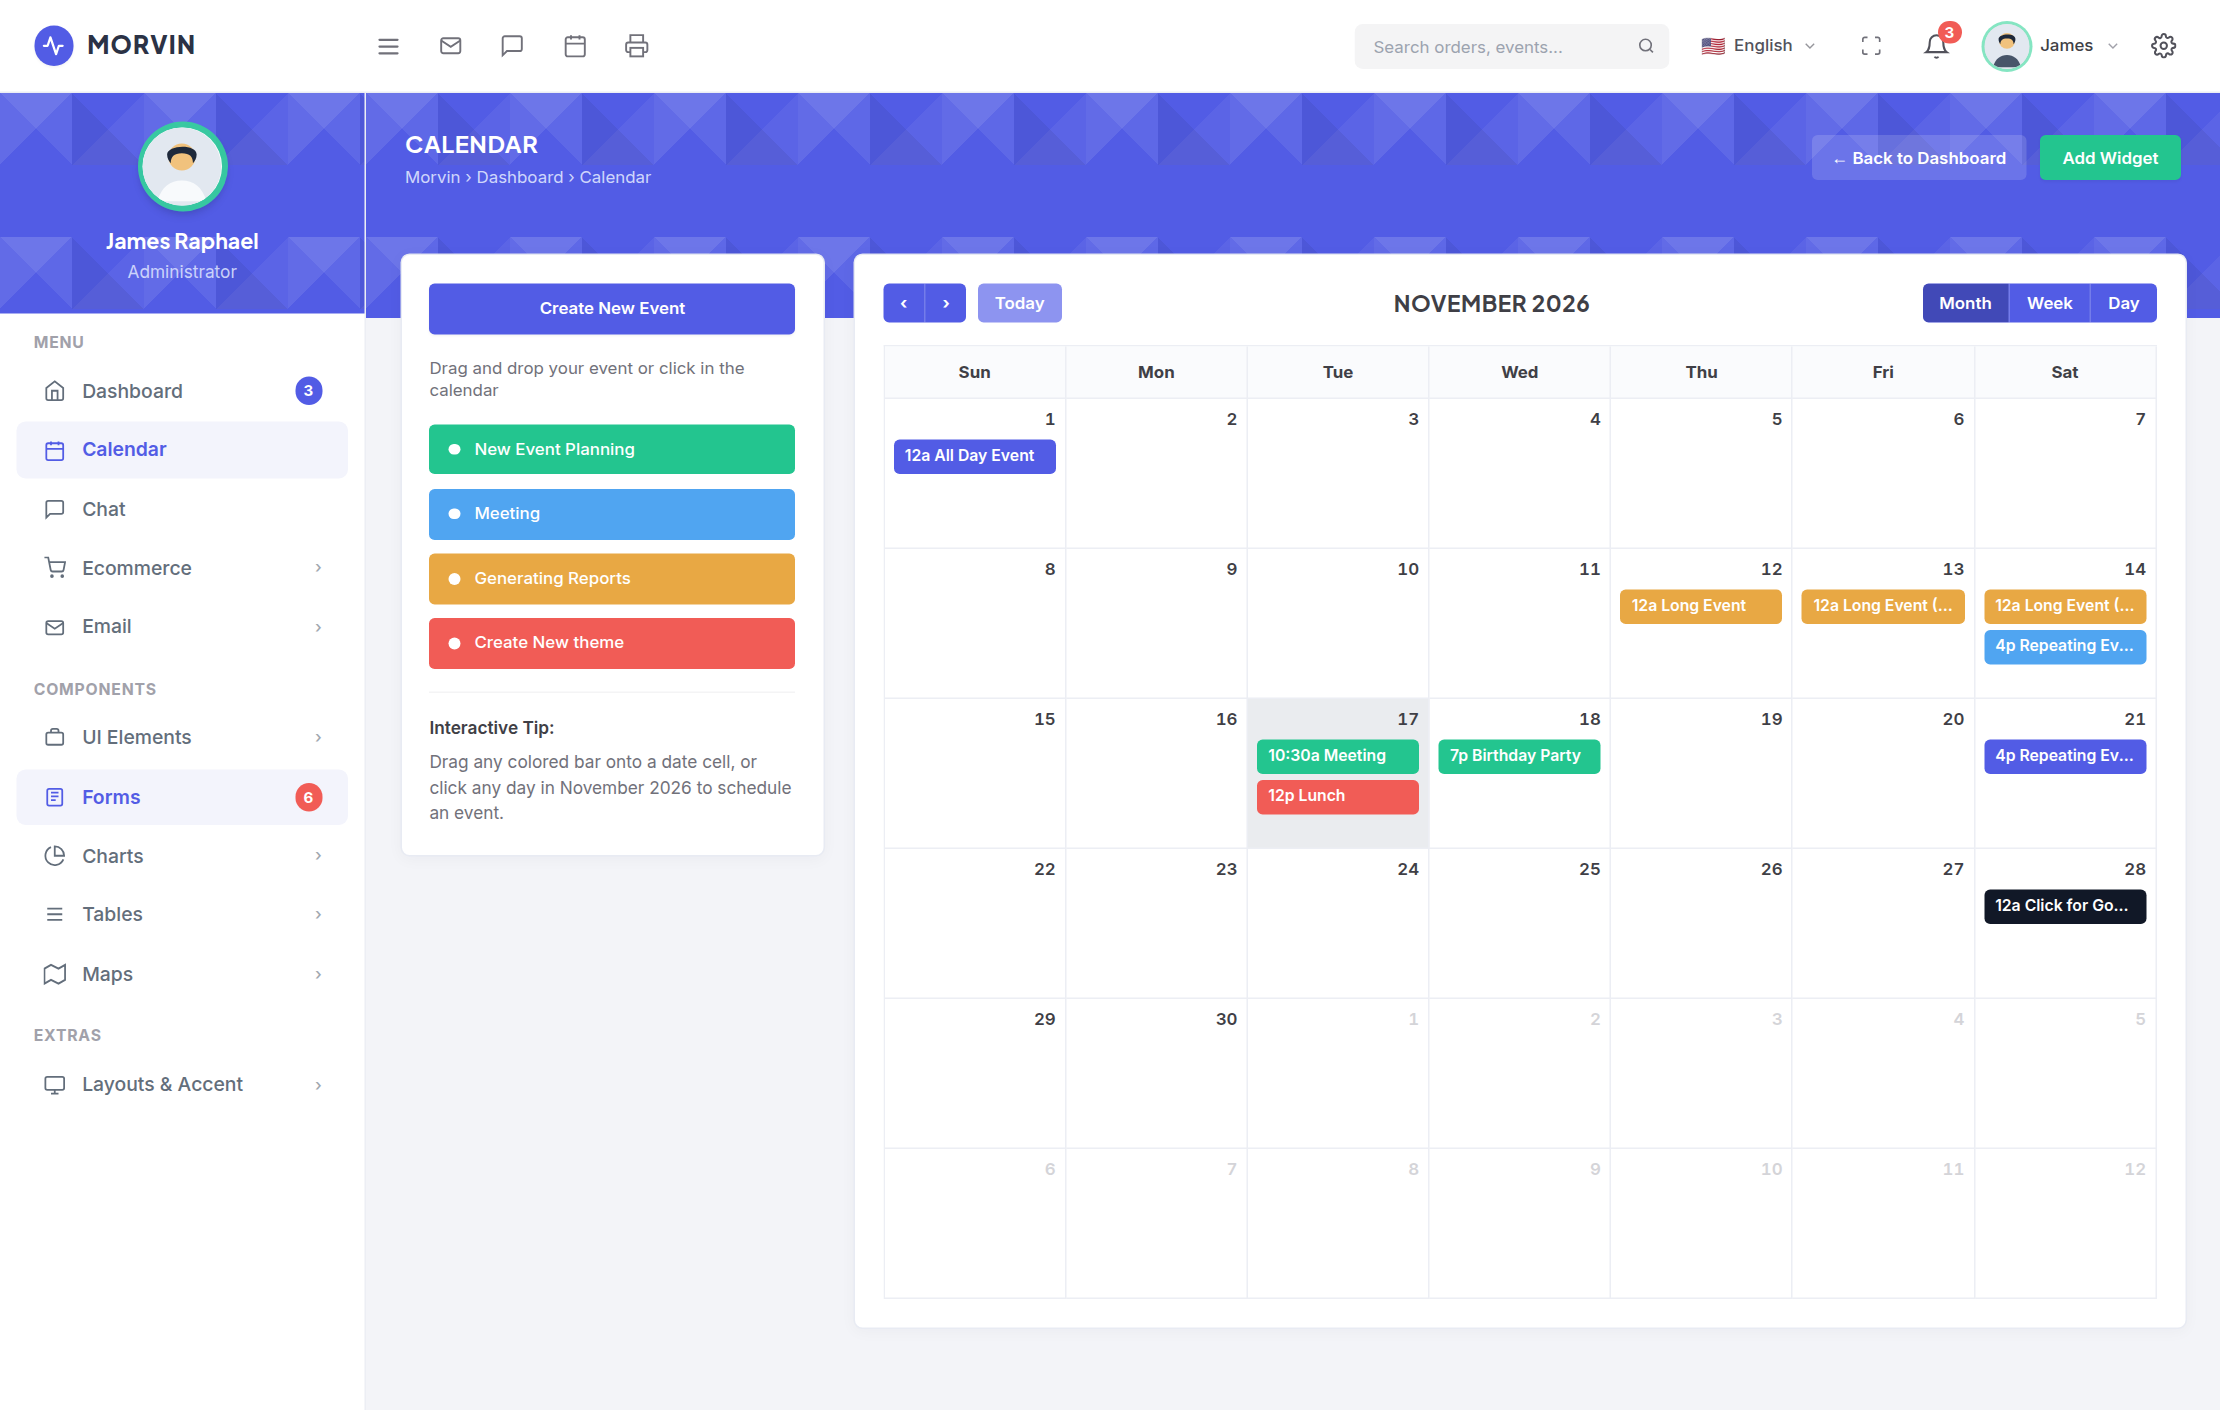 MORVIN
Search orders, events...
English
3
James
James Raphael
Administrator
MENU
Dashboard
3
Calendar
Chat
Ecommerce
Email
COMPONENTS
UI Elements
Forms
6
Charts
Tables
Maps
EXTRAS
Layouts & Accent
CALENDAR
Morvin › Dashboard › Calendar
← Back to Dashboard
Add Widget
Create New Event
Drag and drop your event or click in the
calendar
New Event Planning
Meeting
Generating Reports
Create New theme
Interactive Tip:
Drag any colored bar onto a date cell, or
click any day in November 2026 to schedule
an event.
‹ › Today
NOVEMBER 2026
Month Week Day
Sun Mon Tue Wed Thu Fri Sat
1 2 3 4 5 6 7
12a All Day Event
8 9 10 11 12 13 14
12a Long Event 12a Long Event (... 12a Long Event (...
4p Repeating Ev...
15 16 17 18 19 20 21
10:30a Meeting 7p Birthday Party 4p Repeating Ev...
12p Lunch
22 23 24 25 26 27 28
12a Click for Go...
29 30 1 2 3 4 5
6 7 8 9 10 11 12